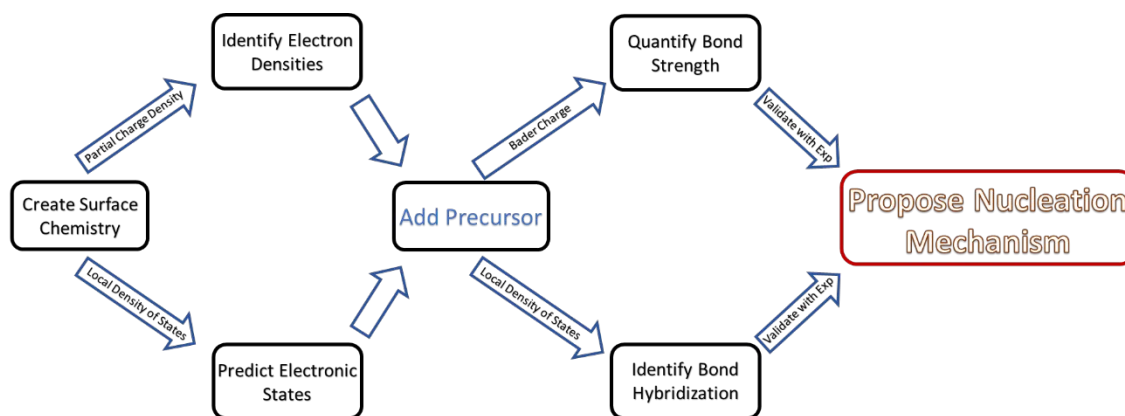 Identify Electron
Densities
Quantify Bond
Strength
Partial Charge Density
Bader Charge
Validate with Exp
Create Surface
Chemistry
Add Precursor
Propose Nucleation
Mechanism
Local Density of States
Local Density of States
Validate with Exp
Predict Electronic
States
Identify Bond
Hybridization